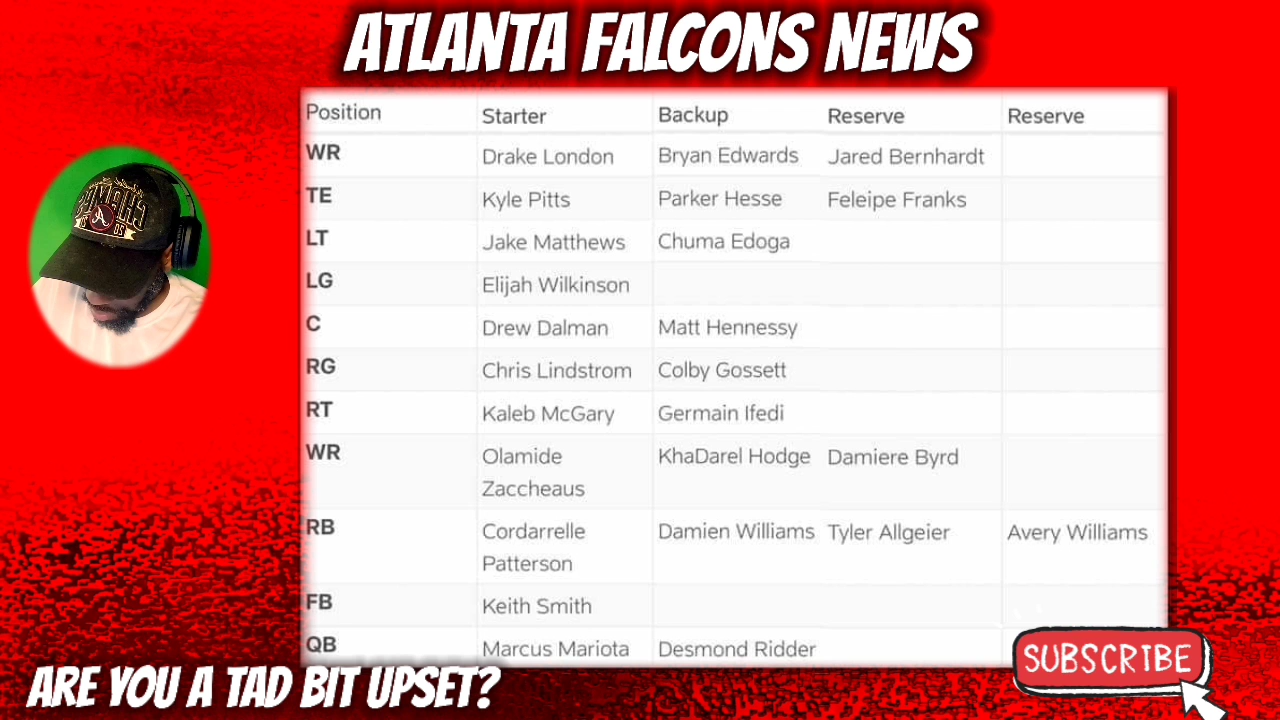 ATLANTA FALCONS NEWS
Position Starter Backup Reserve Reserve
WR Drake London Bryan Edwards Jared Bernhardt
TE Kyle Pitts Parker Hesse Feleipe Franks
LT Jake Matthews Chuma Edoga
LG Elijah Wilkinson
C Drew Dalman Matt Hennessy
RG Chris Lindstrom Colby Gossett
RT Kaleb McGary Germain Ifedi
WR Olamide KhaDarel Hodge Damiere Byrd
Zaccheaus
RB Cordarrelle Damien Williams Tyler Allgeier Avery Williams
Patterson
FB Keith Smith
QB Marcus Mariota Desmond Ridder
SUBSCRIBE
ARE YOU A TAD BIT UPSET?